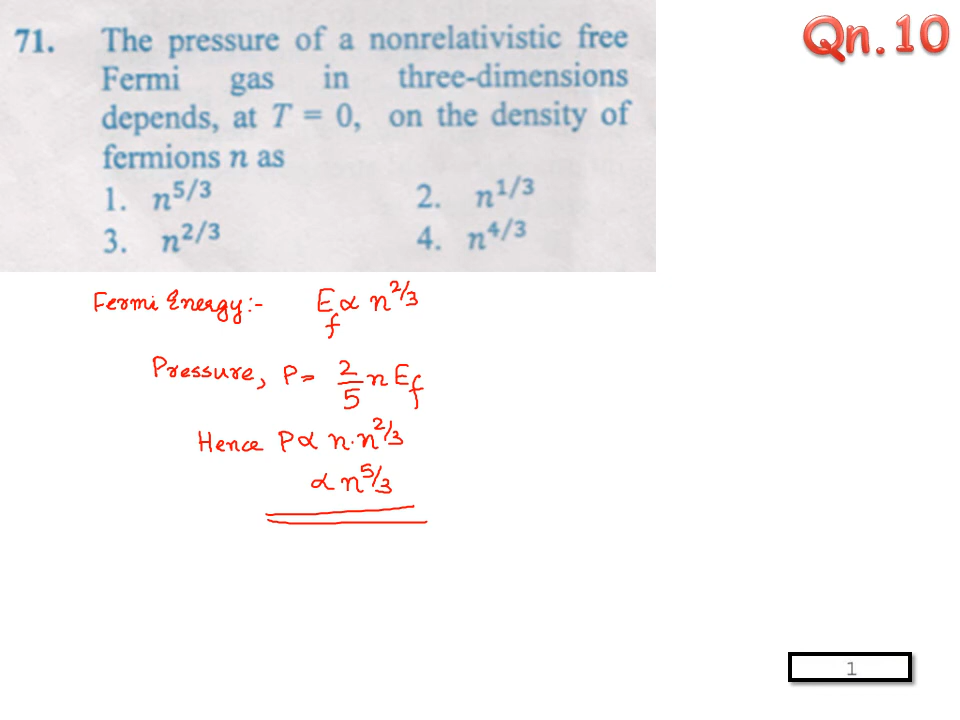 Qn.10
71. The pressure of a nonrelativistic free
Fermi gas in three-dimensions
depends, at T = 0, on the density of
fermions n as
1. n^5/3 2. n^1/3
3. n^2/3 4. n^4/3
Fermi Energy:- E_f ∝ n^2/3
Pressure, P = 2/5 n E_f
Hence P ∝ n.n^2/3
∝ n^5/3
1